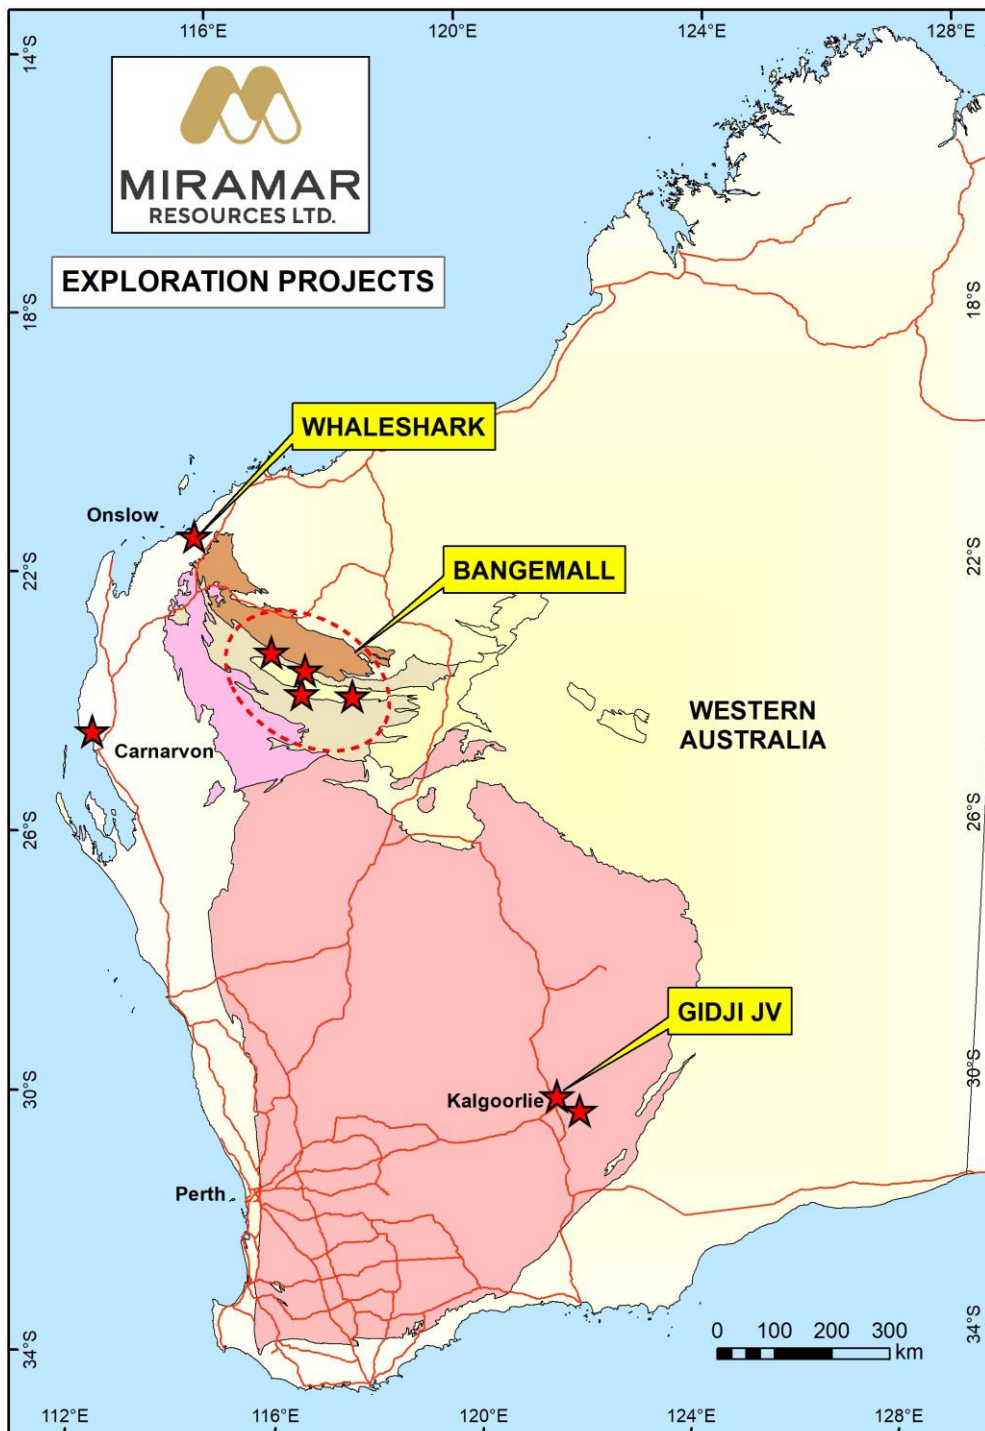 116°E 120°E 124°E 128°E
14°S
MIRAMAR
RESOURCES LTD.
EXPLORATION PROJECTS
18°S 18°S
WHALESHARK
Onslow
22°S 22°S
BANGEMALL
WESTERN
AUSTRALIA
Carnarvon
26°S 26°S
GIDJI JV
30°S 30°S
Kalgoorlie
Perth
34°S 34°S
0 100 200 300
km
112°E 116°E 120°E 124°E 128°E